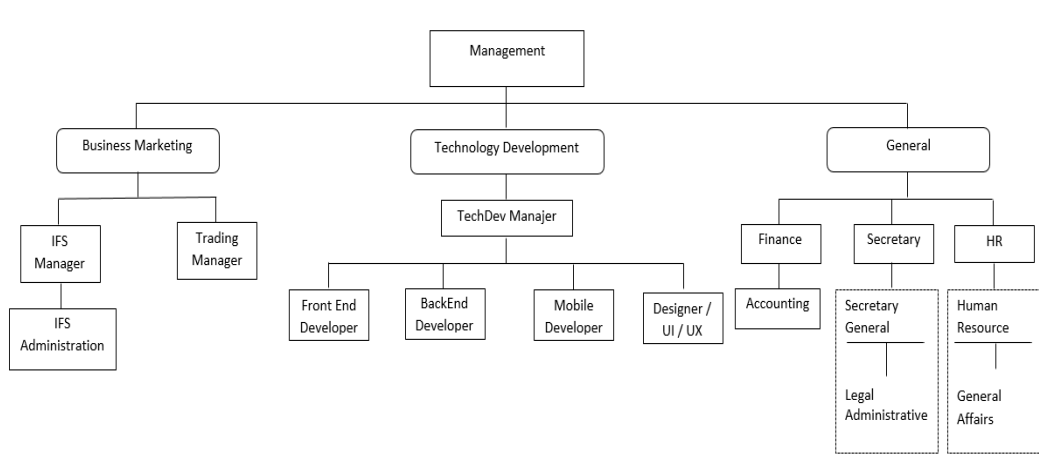 Management
Business Marketing
Technology Development
General
IFS
Manager
Trading
Manager
TechDev Manajer
Finance
Secretary
HR
IFS
Administration
Front End
Developer
BackEnd
Developer
Mobile
Developer
Designer /
UI / UX
Accounting
Secretary
General
Legal
Administrative
Human
Resource
General
Affairs